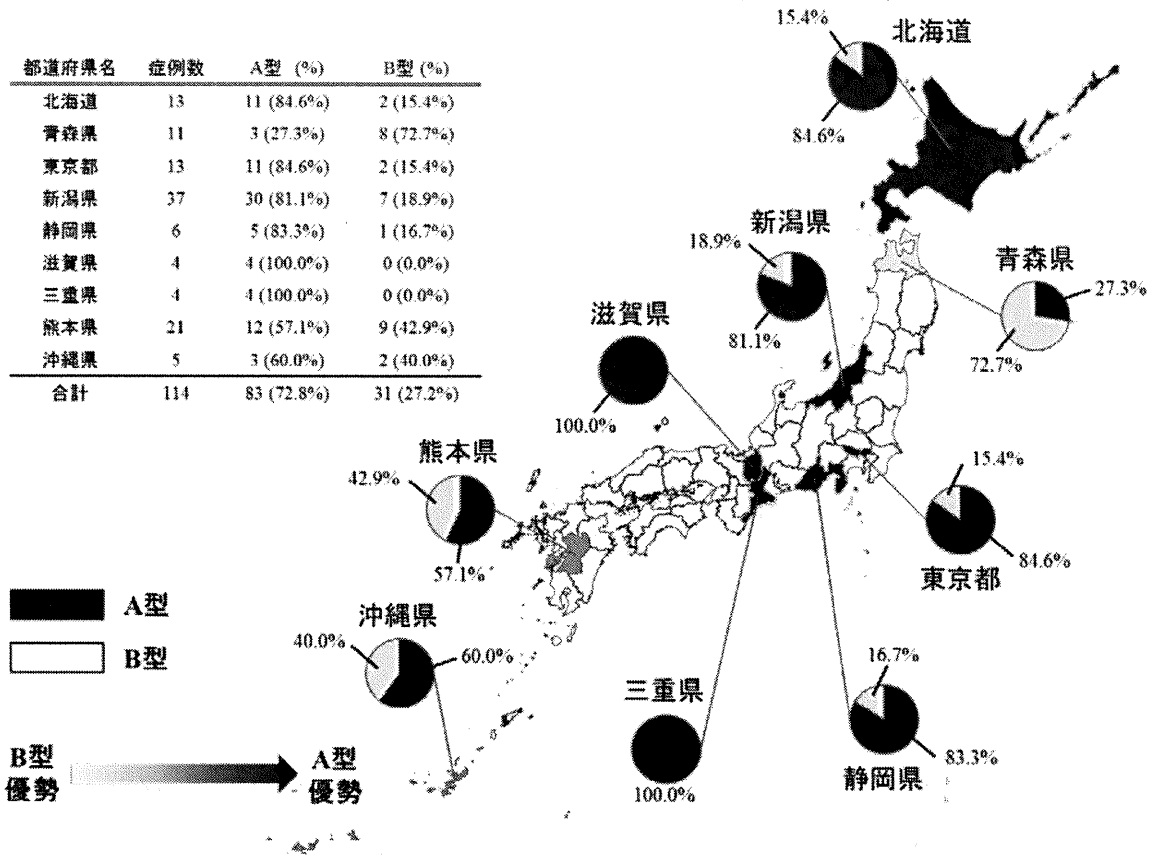 都道府県名 症例数 A型 (%) B型 (%)
北海道 13 11 (84.6%) 2 (15.4%)
青森県 11 3 (27.3%) 8 (72.7%)
東京都 13 11 (84.6%) 2 (15.4%)
新潟県 37 30 (81.1%) 7 (18.9%)
静岡県 6 5 (83.3%) 1 (16.7%)
滋賀県 4 4 (100.0%) 0 (0.0%)
三重県 4 4 (100.0%) 0 (0.0%)
熊本県 21 12 (57.1%) 9 (42.9%)
沖縄県 5 3 (60.0%) 2 (40.0%)
合計 114 83 (72.8%) 31 (27.2%)
15.4%
北海道
84.6%
新潟県
18.9%
81.1%
青森県
27.3%
72.7%
滋賀県
100.0%
熊本県
42.9%
57.1%
15.4%
84.6%
東京都
A型
B型
沖縄県
40.0%
60.0%
三重県
100.0%
16.7%
83.3%
静岡県
B型
優勢
A型
優勢